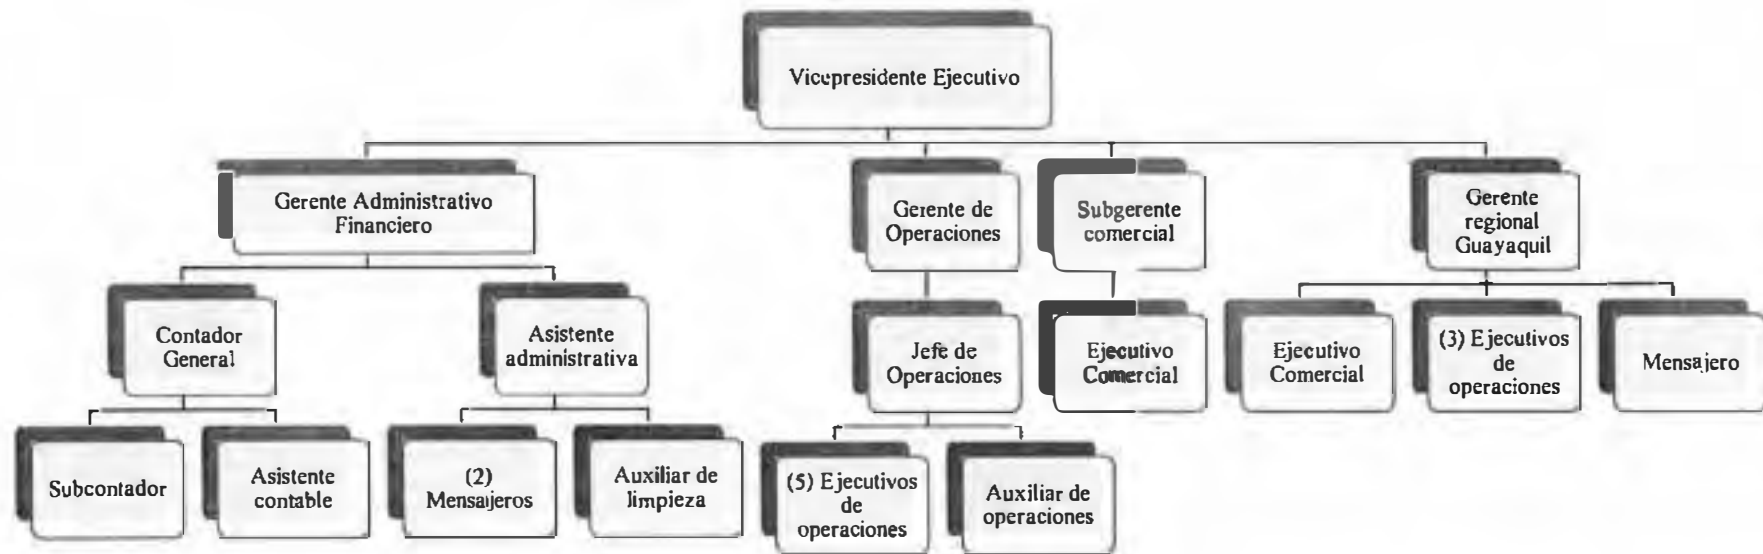 Vicepresidente Ejecutivo
Gerente Administrativo
Financiero
Gerente de
Operaciones
Subgerente
comercial
Gerente
regional
Guayaquil
Contador
General
Asistente
administrativa
Jefe de
Operaciones
Ejecutivo
Comercial
Ejecutivo
Comercial
(3) Ejecutivos
de
operaciones
Mensajero
Subcontador
Asistente
contable
(2)
Mensajeros
Auxiliar de
limpieza
(5) Ejecutivos
de
operaciones
Auxiliar de
operaciones